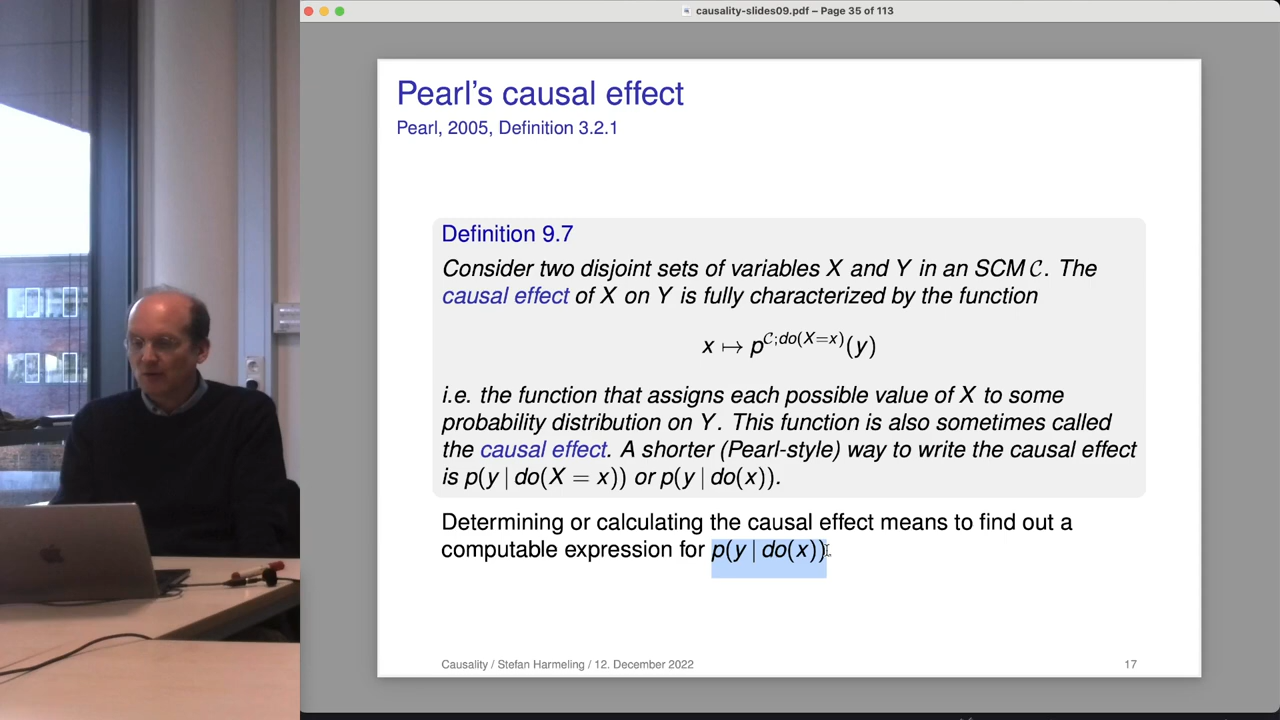 causality-slides09.pdf – Page 35 of 113
Pearl's causal effect
Pearl, 2005, Definition 3.2.1
Definition 9.7
Consider two disjoint sets of variables X and Y in an SCM 𝒞. The
causal effect of X on Y is fully characterized by the function
x ↦ p^{𝒞;do(X=x)}(y)
i.e. the function that assigns each possible value of X to some
probability distribution on Y. This function is also sometimes called
the causal effect. A shorter (Pearl-style) way to write the causal effect
is p(y | do(X = x)) or p(y | do(x)).
Determining or calculating the causal effect means to find out a
computable expression for p(y | do(x)).
Causality / Stefan Harmeling / 12. December 2022
17